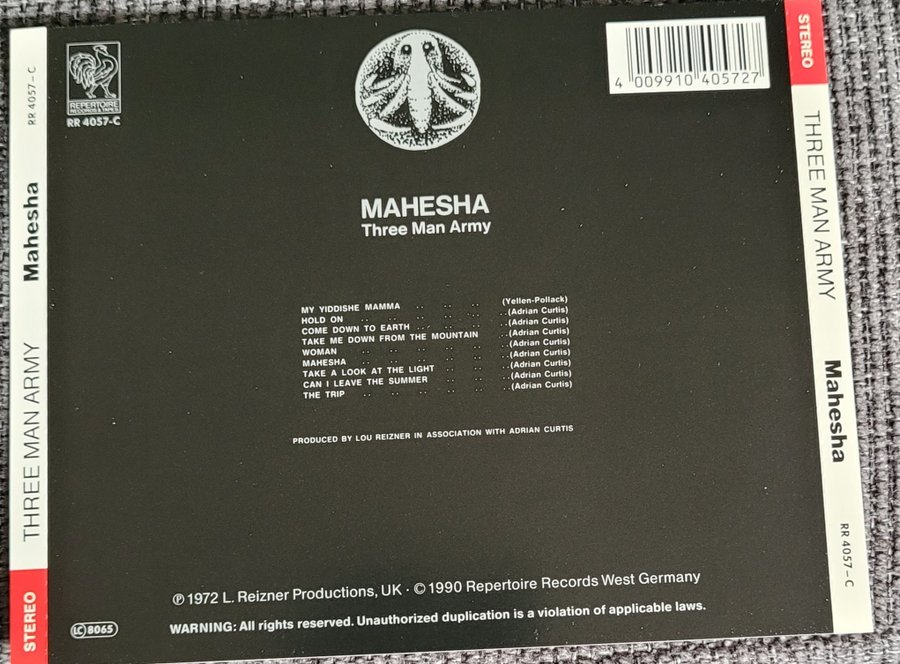 REPERTOIRE
RECORDS & TAPES
RR 4057-C
4 009910 405727
MAHESHA
Three Man Army
MY YIDDISHE MAMMA .. .. .. (Yellen-Pollack)
HOLD ON .. .. .. .. .. (Adrian Curtis)
COME DOWN TO EARTH .. .. .. (Adrian Curtis)
TAKE ME DOWN FROM THE MOUNTAIN .. (Adrian Curtis)
WOMAN .. .. .. .. .. (Adrian Curtis)
MAHESHA .. .. .. .. .. (Adrian Curtis)
TAKE A LOOK AT THE LIGHT .. .. .. (Adrian Curtis)
CAN I LEAVE THE SUMMER .. .. .. (Adrian Curtis)
THE TRIP .. .. .. .. .. (Adrian Curtis)
PRODUCED BY LOU REIZNER IN ASSOCIATION WITH ADRIAN CURTIS
℗ 1972 L. Reizner Productions, UK · © 1990 Repertoire Records West Germany
WARNING: All rights reserved. Unauthorized duplication is a violation of applicable laws.
LC 8065
STEREO THREE MAN ARMY Mahesha RR 4057-C
STEREO THREE MAN ARMY Mahesha RR 4057-C